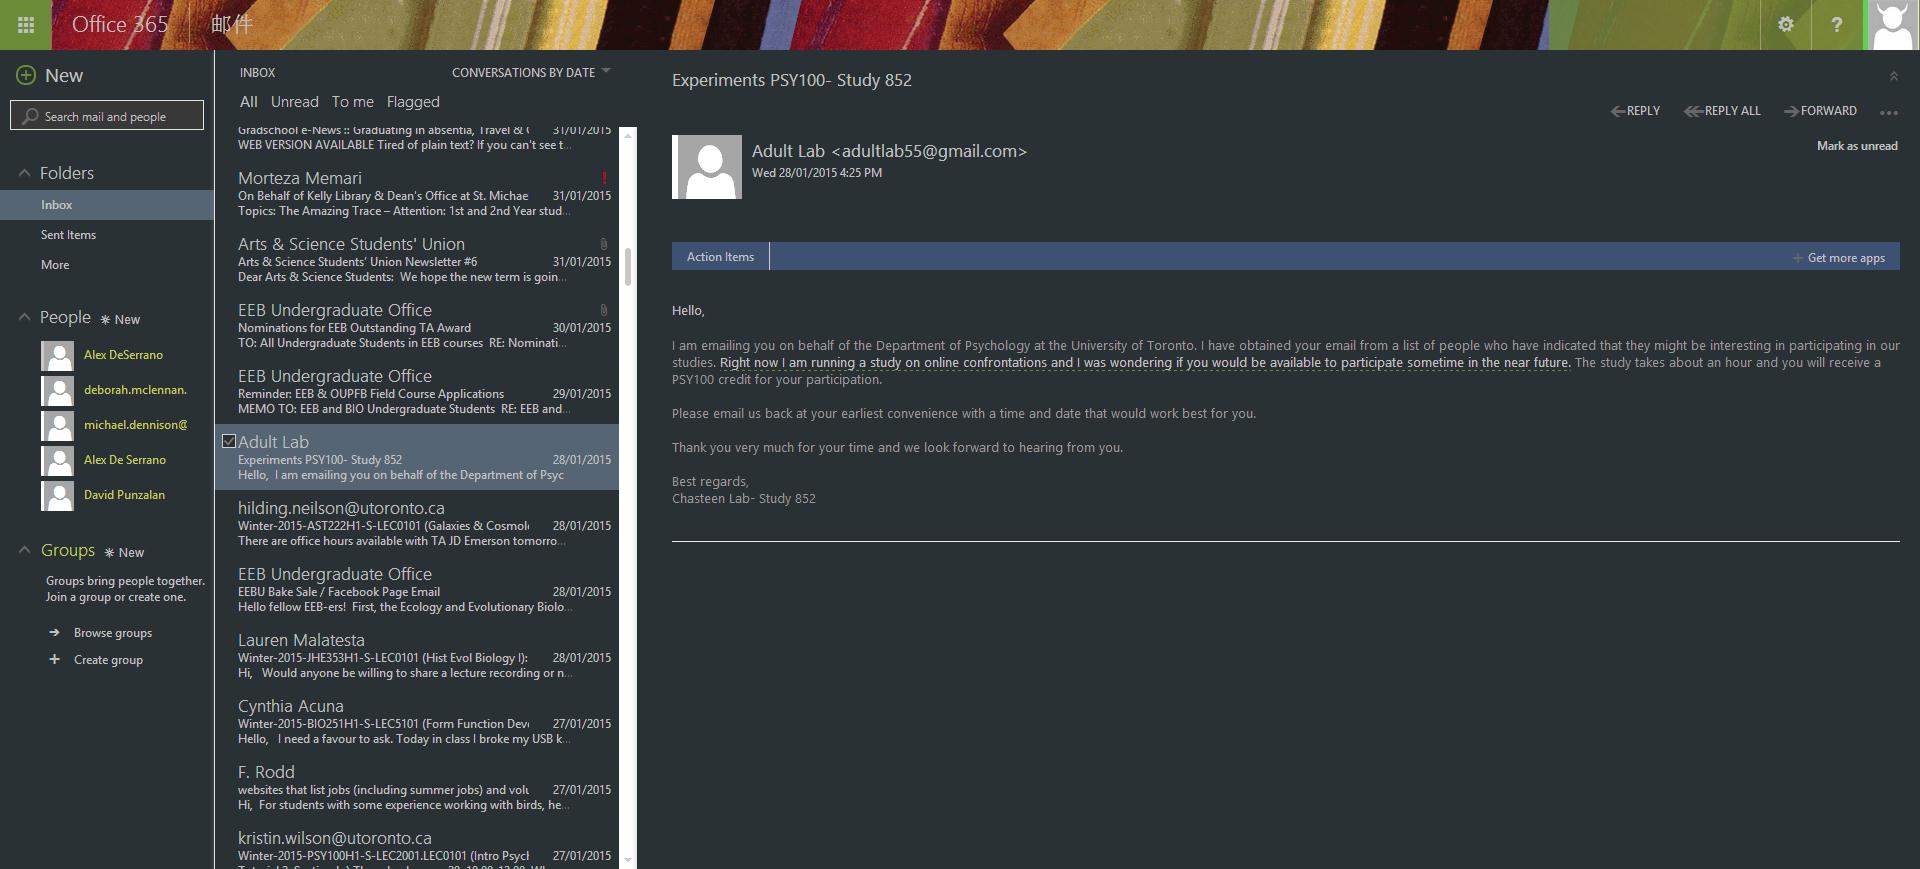 Office 365
邮件
New
Search mail and people
Folders
Inbox
Sent Items
More
People
New
Alex DeSerrano
deborah.mclennan.
michael.dennison@
Alex De Serrano
David Punzalan
Groups
New
Groups bring people together.
Join a group or create one.
Browse groups
Create group
INBOX
CONVERSATIONS BY DATE
All Unread To me Flagged
Gradschool e-News :: Graduating in absentia, Travel & 31/01/2015
WEB VERSION AVAILABLE Tired of plain text? If you can't see t...
Morteza Memari
On Behalf of Kelly Library & Dean's Office at St. Michae 31/01/2015
Topics: The Amazing Trace – Attention: 1st and 2nd Year stud...
Arts & Science Students' Union
Arts & Science Students' Union Newsletter #6 31/01/2015
Dear Arts & Science Students: We hope the new term is goin...
EEB Undergraduate Office
Nominations for EEB Outstanding TA Award 30/01/2015
TO: All Undergraduate Students in EEB courses RE: Nominati...
EEB Undergraduate Office
Reminder: EEB & OUPFB Field Course Applications 29/01/2015
MEMO TO: EEB and BIO Undergraduate Students RE: EEB and...
Adult Lab
Experiments PSY100- Study 852 28/01/2015
Hello, I am emailing you on behalf of the Department of Psyc
hilding.neilson@utoronto.ca
Winter-2015-AST222H1-S-LEC0101 (Galaxies & Cosmol 28/01/2015
There are office hours available with TA JD Emerson tomorro...
EEB Undergraduate Office
EEBU Bake Sale / Facebook Page Email 28/01/2015
Hello fellow EEB-ers! First, the Ecology and Evolutionary Biolo...
Lauren Malatesta
Winter-2015-JHE353H1-S-LEC0101 (Hist Evol Biology I): 28/01/2015
Hi, Would anyone be willing to share a lecture recording or n...
Cynthia Acuna
Winter-2015-BIO251H1-S-LEC5101 (Form Function Dev 27/01/2015
Hello, I need a favour to ask. Today in class I broke my USB k...
F. Rodd
websites that list jobs (including summer jobs) and volu 27/01/2015
Hi, For students with some experience working with birds, he...
kristin.wilson@utoronto.ca
Winter-2015-PSY100H1-S-LEC2001.LEC0101 (Intro Psych 27/01/2015
Experiments PSY100- Study 852
REPLY REPLY ALL FORWARD ...
Adult Lab <adultlab55@gmail.com>
Wed 28/01/2015 4:25 PM
Mark as unread
Action Items
+ Get more apps
Hello,
I am emailing you on behalf of the Department of Psychology at the University of Toronto. I have obtained your email from a list of people who have indicated that they might be interesting in participating in our
studies. Right now I am running a study on online confrontations and I was wondering if you would be available to participate sometime in the near future. The study takes about an hour and you will receive a
PSY100 credit for your participation.
Please email us back at your earliest convenience with a time and date that would work best for you.
Thank you very much for your time and we look forward to hearing from you.
Best regards,
Chasteen Lab- Study 852